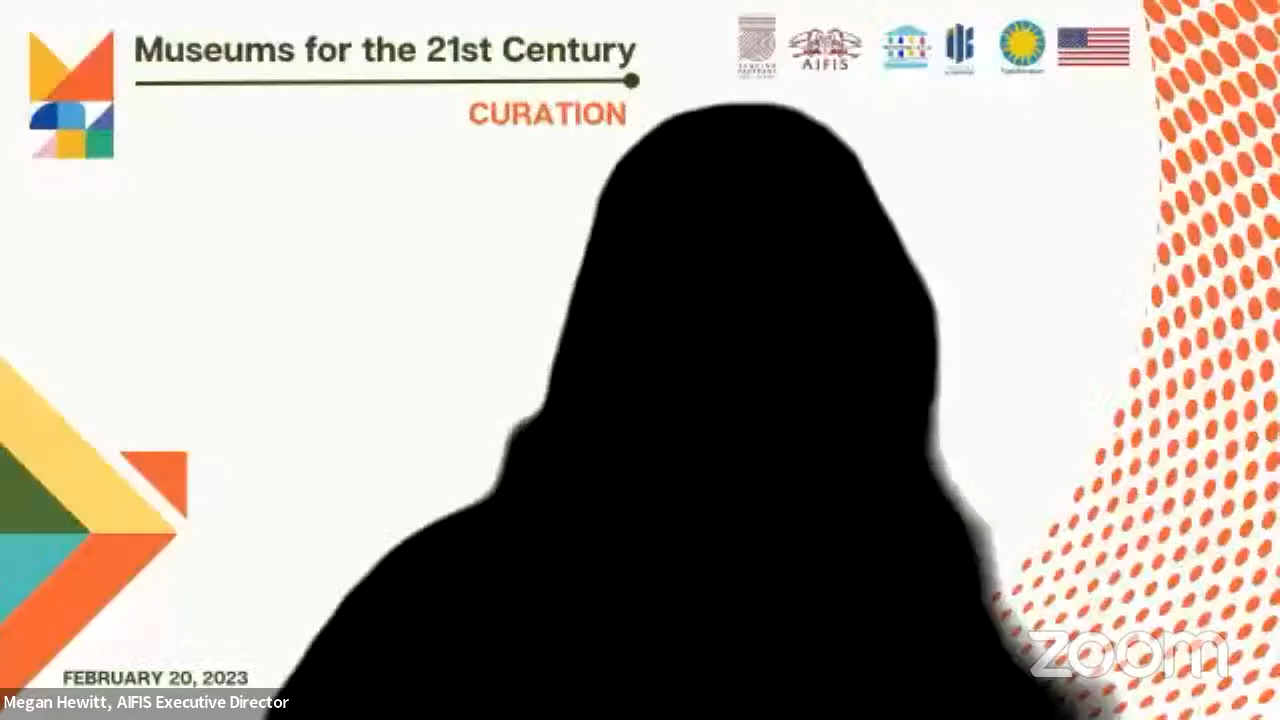 Museums for the 21st Century
CURATION
AIFIS
zoom
FEBRUARY 20, 2023
Megan Hewitt, AIFIS Executive Director